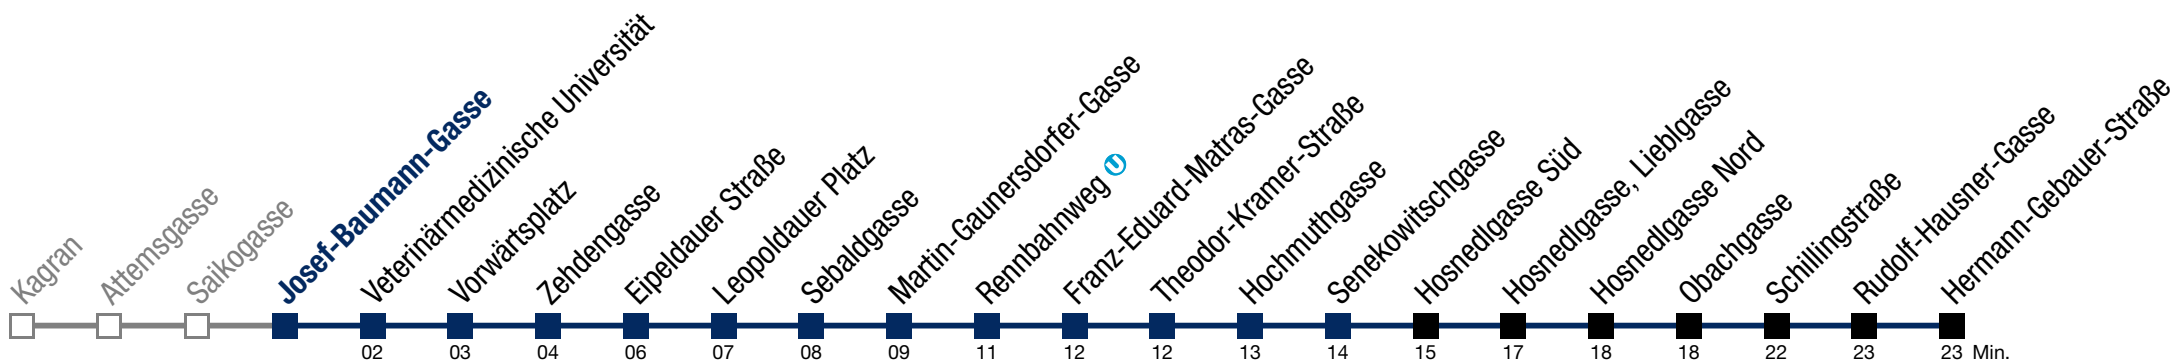 Kagran
Attemsgasse
Saikogasse
Josef-Baumann-Gasse
Veterinärmedizinische Universität
Vorwärtsplatz
Zehdengasse
Eipeldauer Straße
Leopoldauer Platz
Sebaldgasse
Martin-Gaunersdorfer-Gasse
Rennbahnweg U
Franz-Eduard-Matras-Gasse
Theodor-Kramer-Straße
Hochmuthgasse
Senekowitschgasse
Hosnedlgasse Süd
Hosnedlgasse, Lieblgasse
Hosnedlgasse Nord
Obachgasse
Schillingstraße
Rudolf-Hausner-Gasse
Hermann-Gebauer-Straße
02 03 04 06 07 08 09 11 12 12 13 14 15 17 18 18 22 23 23 Min.